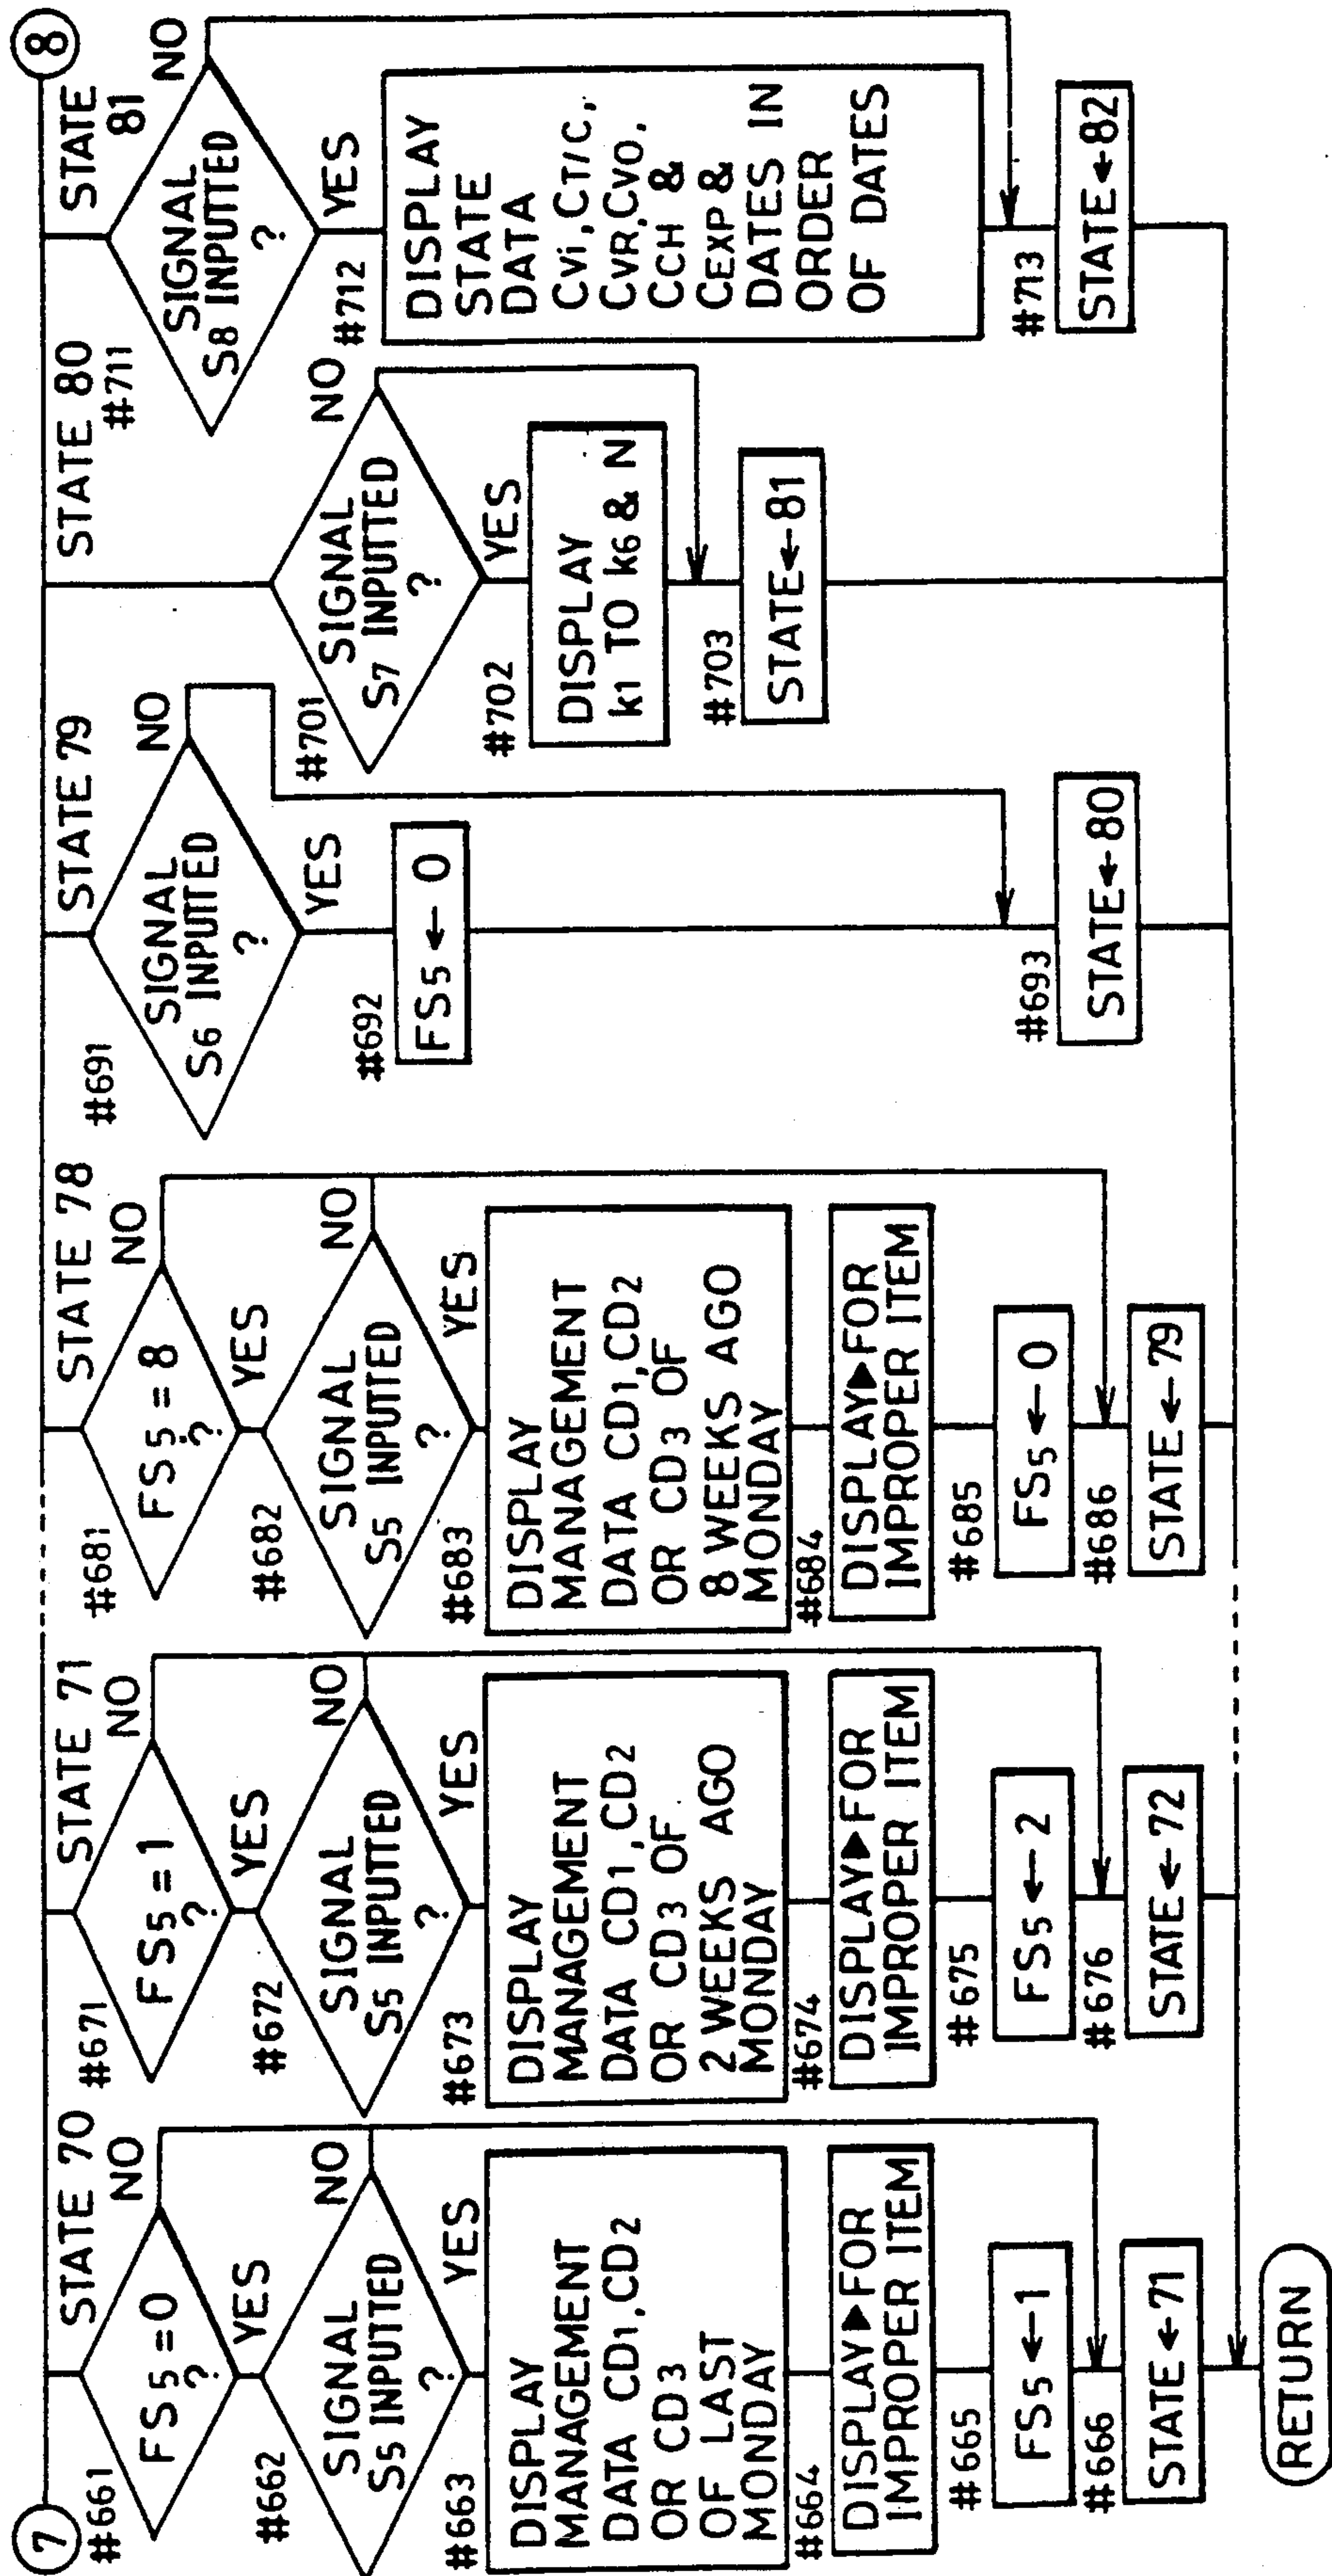 7
STATE 70
#661
FS5=0
?
NO
YES
#662
SIGNAL
S5 INPUTTED
?
NO
YES
#663
DISPLAY
MANAGEMENT
DATA CD1,CD2
OR CD3
OF LAST
MONDAY
#664
DISPLAY▶FOR
IMPROPER ITEM
#665
FS5←1
#666
STATE←71
RETURN
STATE 71
#671
FS5=1
?
NO
YES
#672
SIGNAL
S5 INPUTTED
?
NO
YES
#673
DISPLAY
MANAGEMENT
DATA CD1,CD2
OR CD3 OF
2 WEEKS AGO
MONDAY
#674
DISPLAY▶FOR
IMPROPER ITEM
#675
FS5←2
#676
STATE←72
STATE 78
#681
FS5=8
?
NO
YES
#682
SIGNAL
S5 INPUTTED
?
NO
YES
#683
DISPLAY
MANAGEMENT
DATA CD1,CD2
OR CD3 OF
8 WEEKS AGO
MONDAY
#684
DISPLAY▶FOR
IMPROPER ITEM
#685
FS5←0
#686
STATE←79
STATE 79
#691
SIGNAL
S6 INPUTTED
?
NO
YES
#692
FS5←0
#693
STATE←80
STATE 80
#701
SIGNAL
S7 INPUTTED
?
NO
YES
#702
DISPLAY
k1 TO k6 & N
#703
STATE←81
8
STATE
81
#711
SIGNAL
S8 INPUTTED
?
NO
YES
#712
DISPLAY
STATE
DATA
CVi,CT/C,
CVR,CVO,
CCH &
CEXP &
DATES IN
ORDER
OF DATES
#713
STATE←82